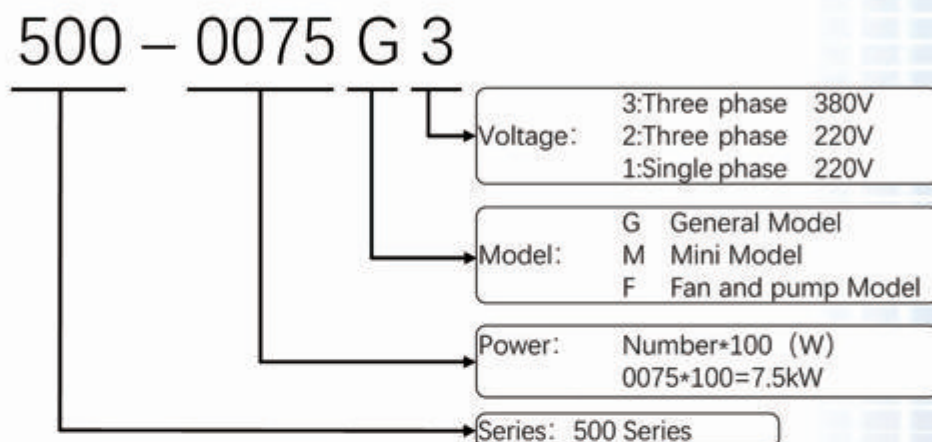 500 – 0075 G 3
Voltage: 3:Three phase 380V
2:Three phase 220V
1:Single phase 220V
Model: G General Model
M Mini Model
F Fan and pump Model
Power: Number*100 (W)
0075*100=7.5kW
Series: 500 Series